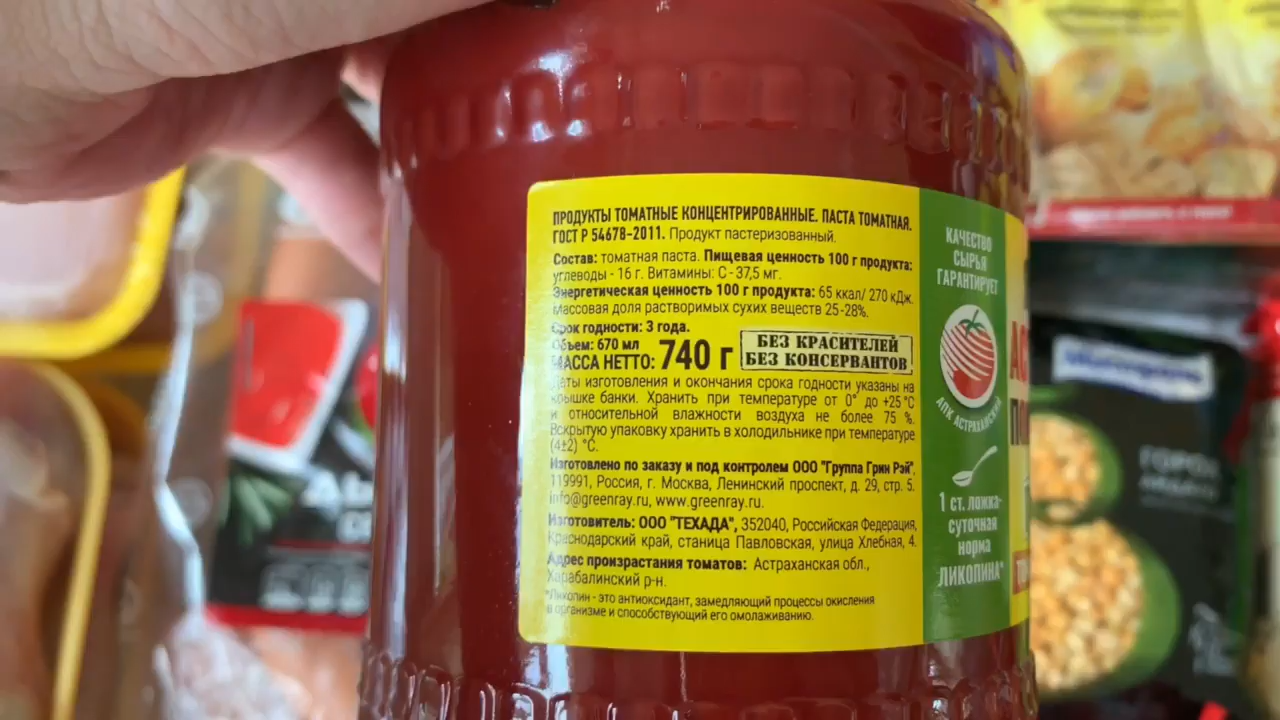 ПРОДУКТЫ ТОМАТНЫЕ КОНЦЕНТРИРОВАННЫЕ. ПАСТА ТОМАТНАЯ.
ГОСТ Р 54678-2011. Продукт пастеризованный.
Состав: томатная паста. Пищевая ценность 100 г продукта:
углеводы - 16 г. Витамины: С - 37,5 мг.
Энергетическая ценность 100 г продукта: 65 ккал/ 270 кДж.
Массовая доля растворимых сухих веществ 25-28%.
Срок годности: 3 года.
Объем: 670 мл
МАССА НЕТТО: 740 г
БЕЗ КРАСИТЕЛЕЙ
БЕЗ КОНСЕРВАНТОВ
Даты изготовления и окончания срока годности указаны на
крышке банки. Хранить при температуре от 0° до +25 °С
и относительной влажности воздуха не более 75 %.
Вскрытую упаковку хранить в холодильнике при температуре
(4±2) °С.
Изготовлено по заказу и под контролем ООО "Группа Грин Рэй",
119991, Россия, г. Москва, Ленинский проспект, д. 29, стр. 5.
info@greenray.ru, www.greenray.ru.
Изготовитель: ООО "ТЕХАДА", 352040, Российская Федерация,
Краснодарский край, станица Павловская, улица Хлебная, 4.
Адрес произрастания томатов: Астраханская обл.,
Харабалинский р-н.
*Ликопин - это антиоксидант, замедляющий процессы окисления
в организме и способствующий его омолаживанию.
КАЧЕСТВО
СЫРЬЯ
ГАРАНТИРУЕТ
АПК АСТРАХАНСКИЙ
1 ст. ложка-
суточная
норма
ЛИКОПИНА*
ГОРОХ